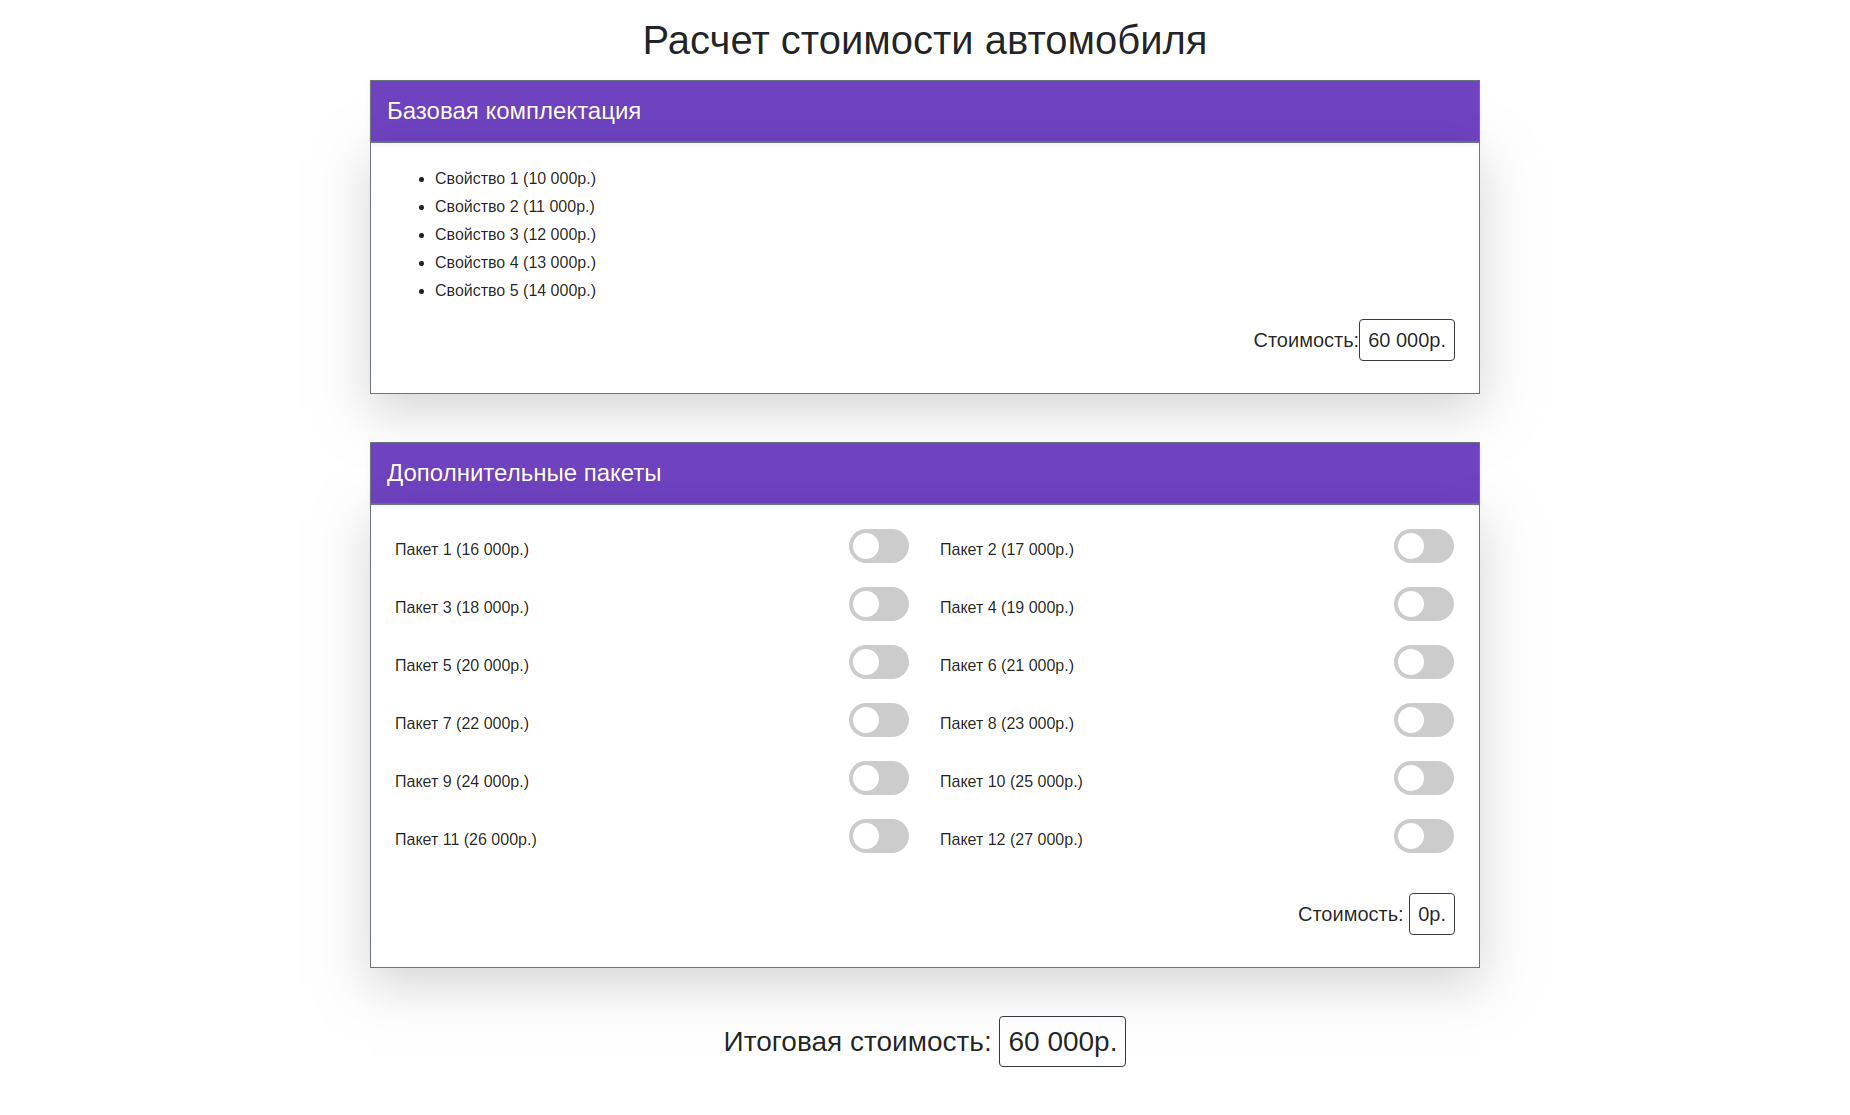 Расчет стоимости автомобиля
Базовая комплектация
Свойство 1 (10 000р.)
Свойство 2 (11 000р.)
Свойство 3 (12 000р.)
Свойство 4 (13 000р.)
Свойство 5 (14 000р.)
Стоимость: 60 000р.
Дополнительные пакеты
Пакет 1 (16 000р.) Пакет 2 (17 000р.)
Пакет 3 (18 000р.) Пакет 4 (19 000р.)
Пакет 5 (20 000р.) Пакет 6 (21 000р.)
Пакет 7 (22 000р.) Пакет 8 (23 000р.)
Пакет 9 (24 000р.) Пакет 10 (25 000р.)
Пакет 11 (26 000р.) Пакет 12 (27 000р.)
Стоимость: 0р.
Итоговая стоимость: 60 000р.